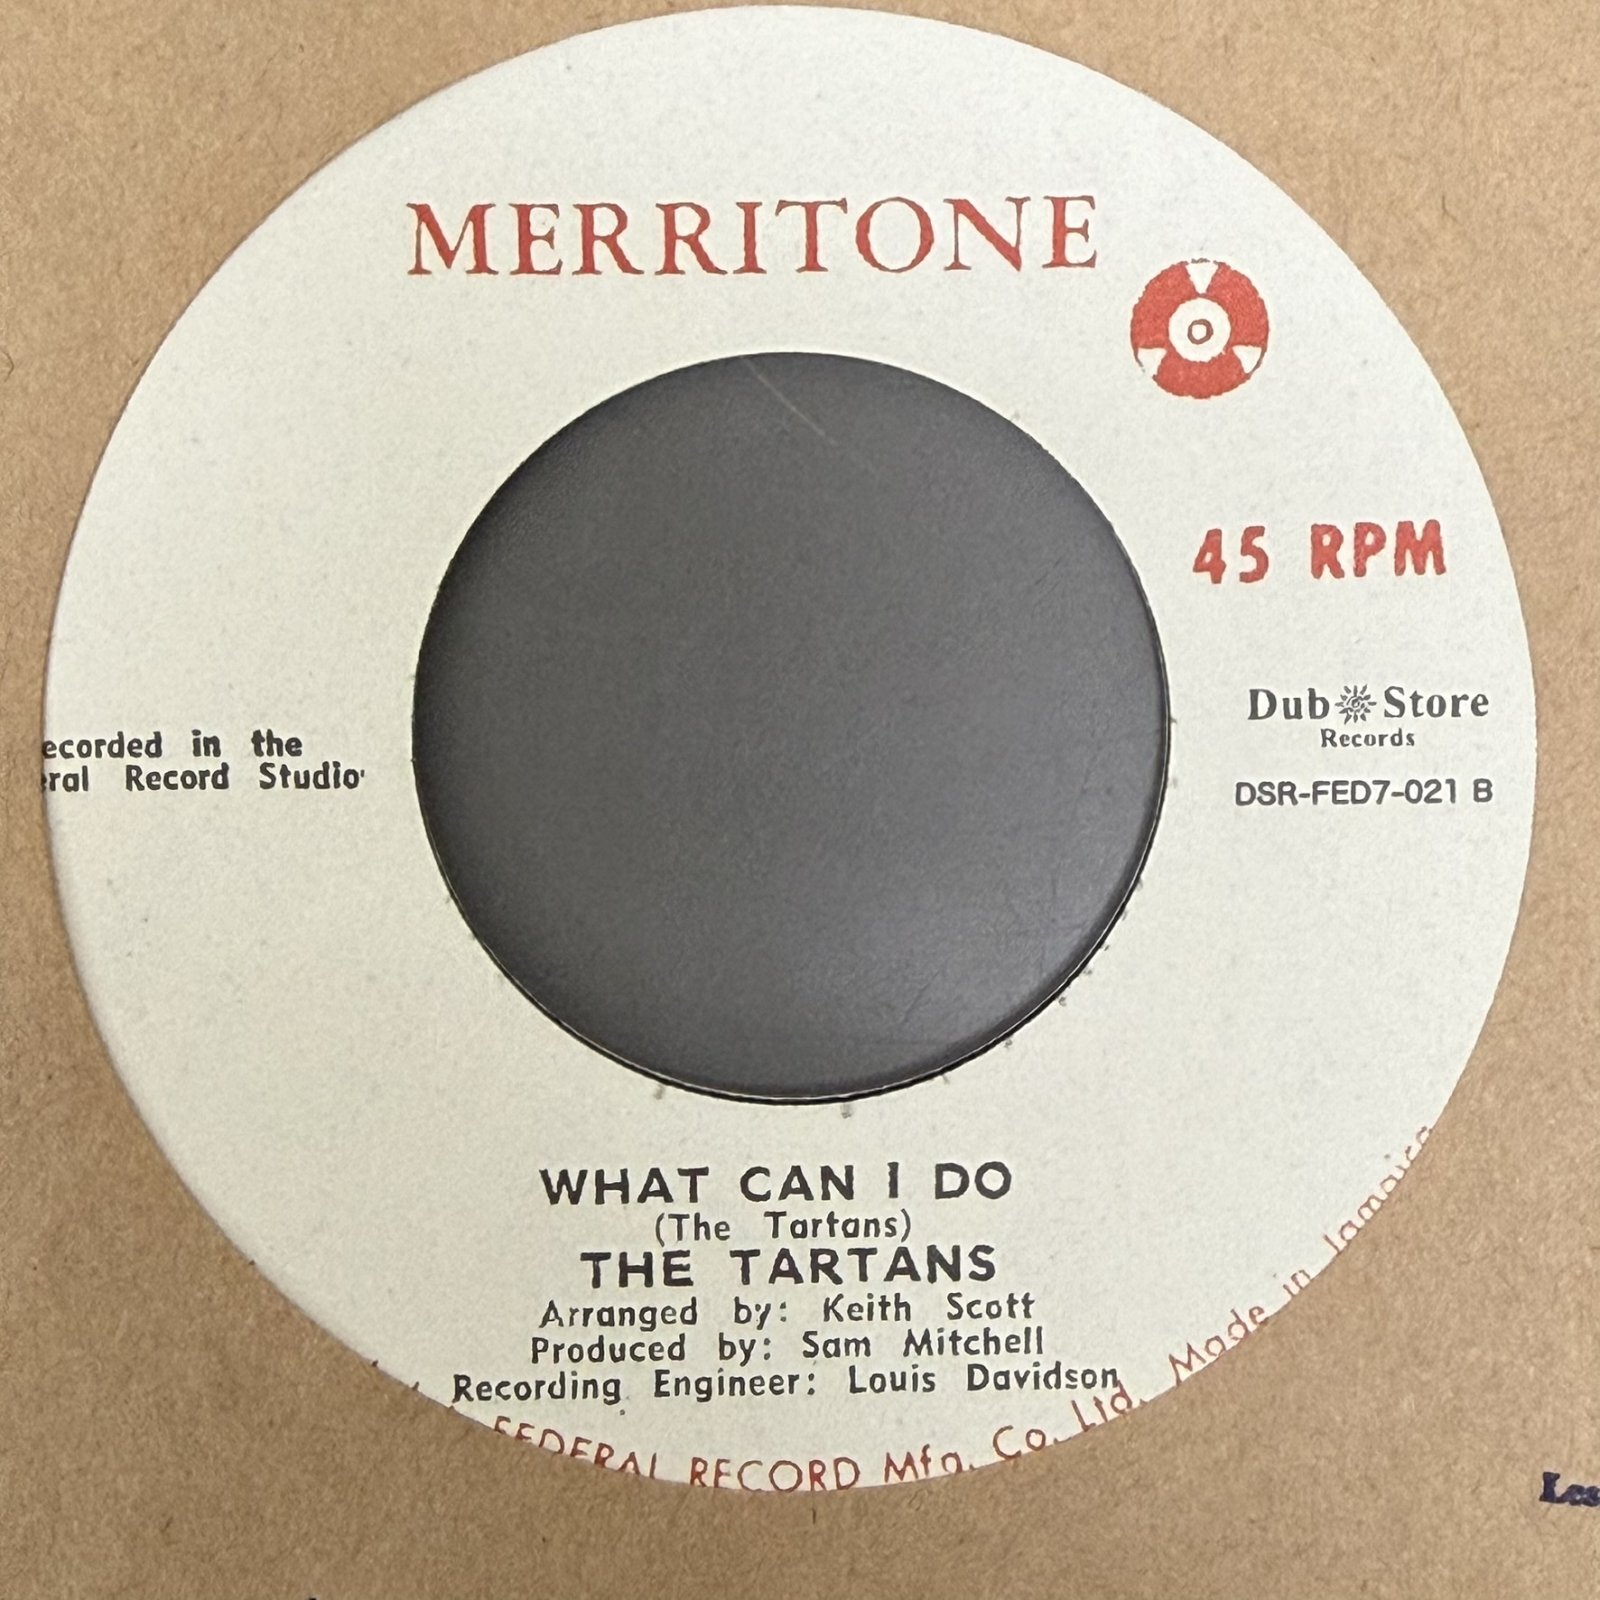 MERRITONE
45 RPM
ecorded in the
ral Record Studio
Dub Store
Records
DSR-FED7-021 B
WHAT CAN I DO
(The Tartans)
THE TARTANS
Arranged by: Keith Scott
Produced by: Sam Mitchell
Recording Engineer: Louis Davidson
FEDERAL RECORD Mfg. Co. Ltd. Made in Jamaica